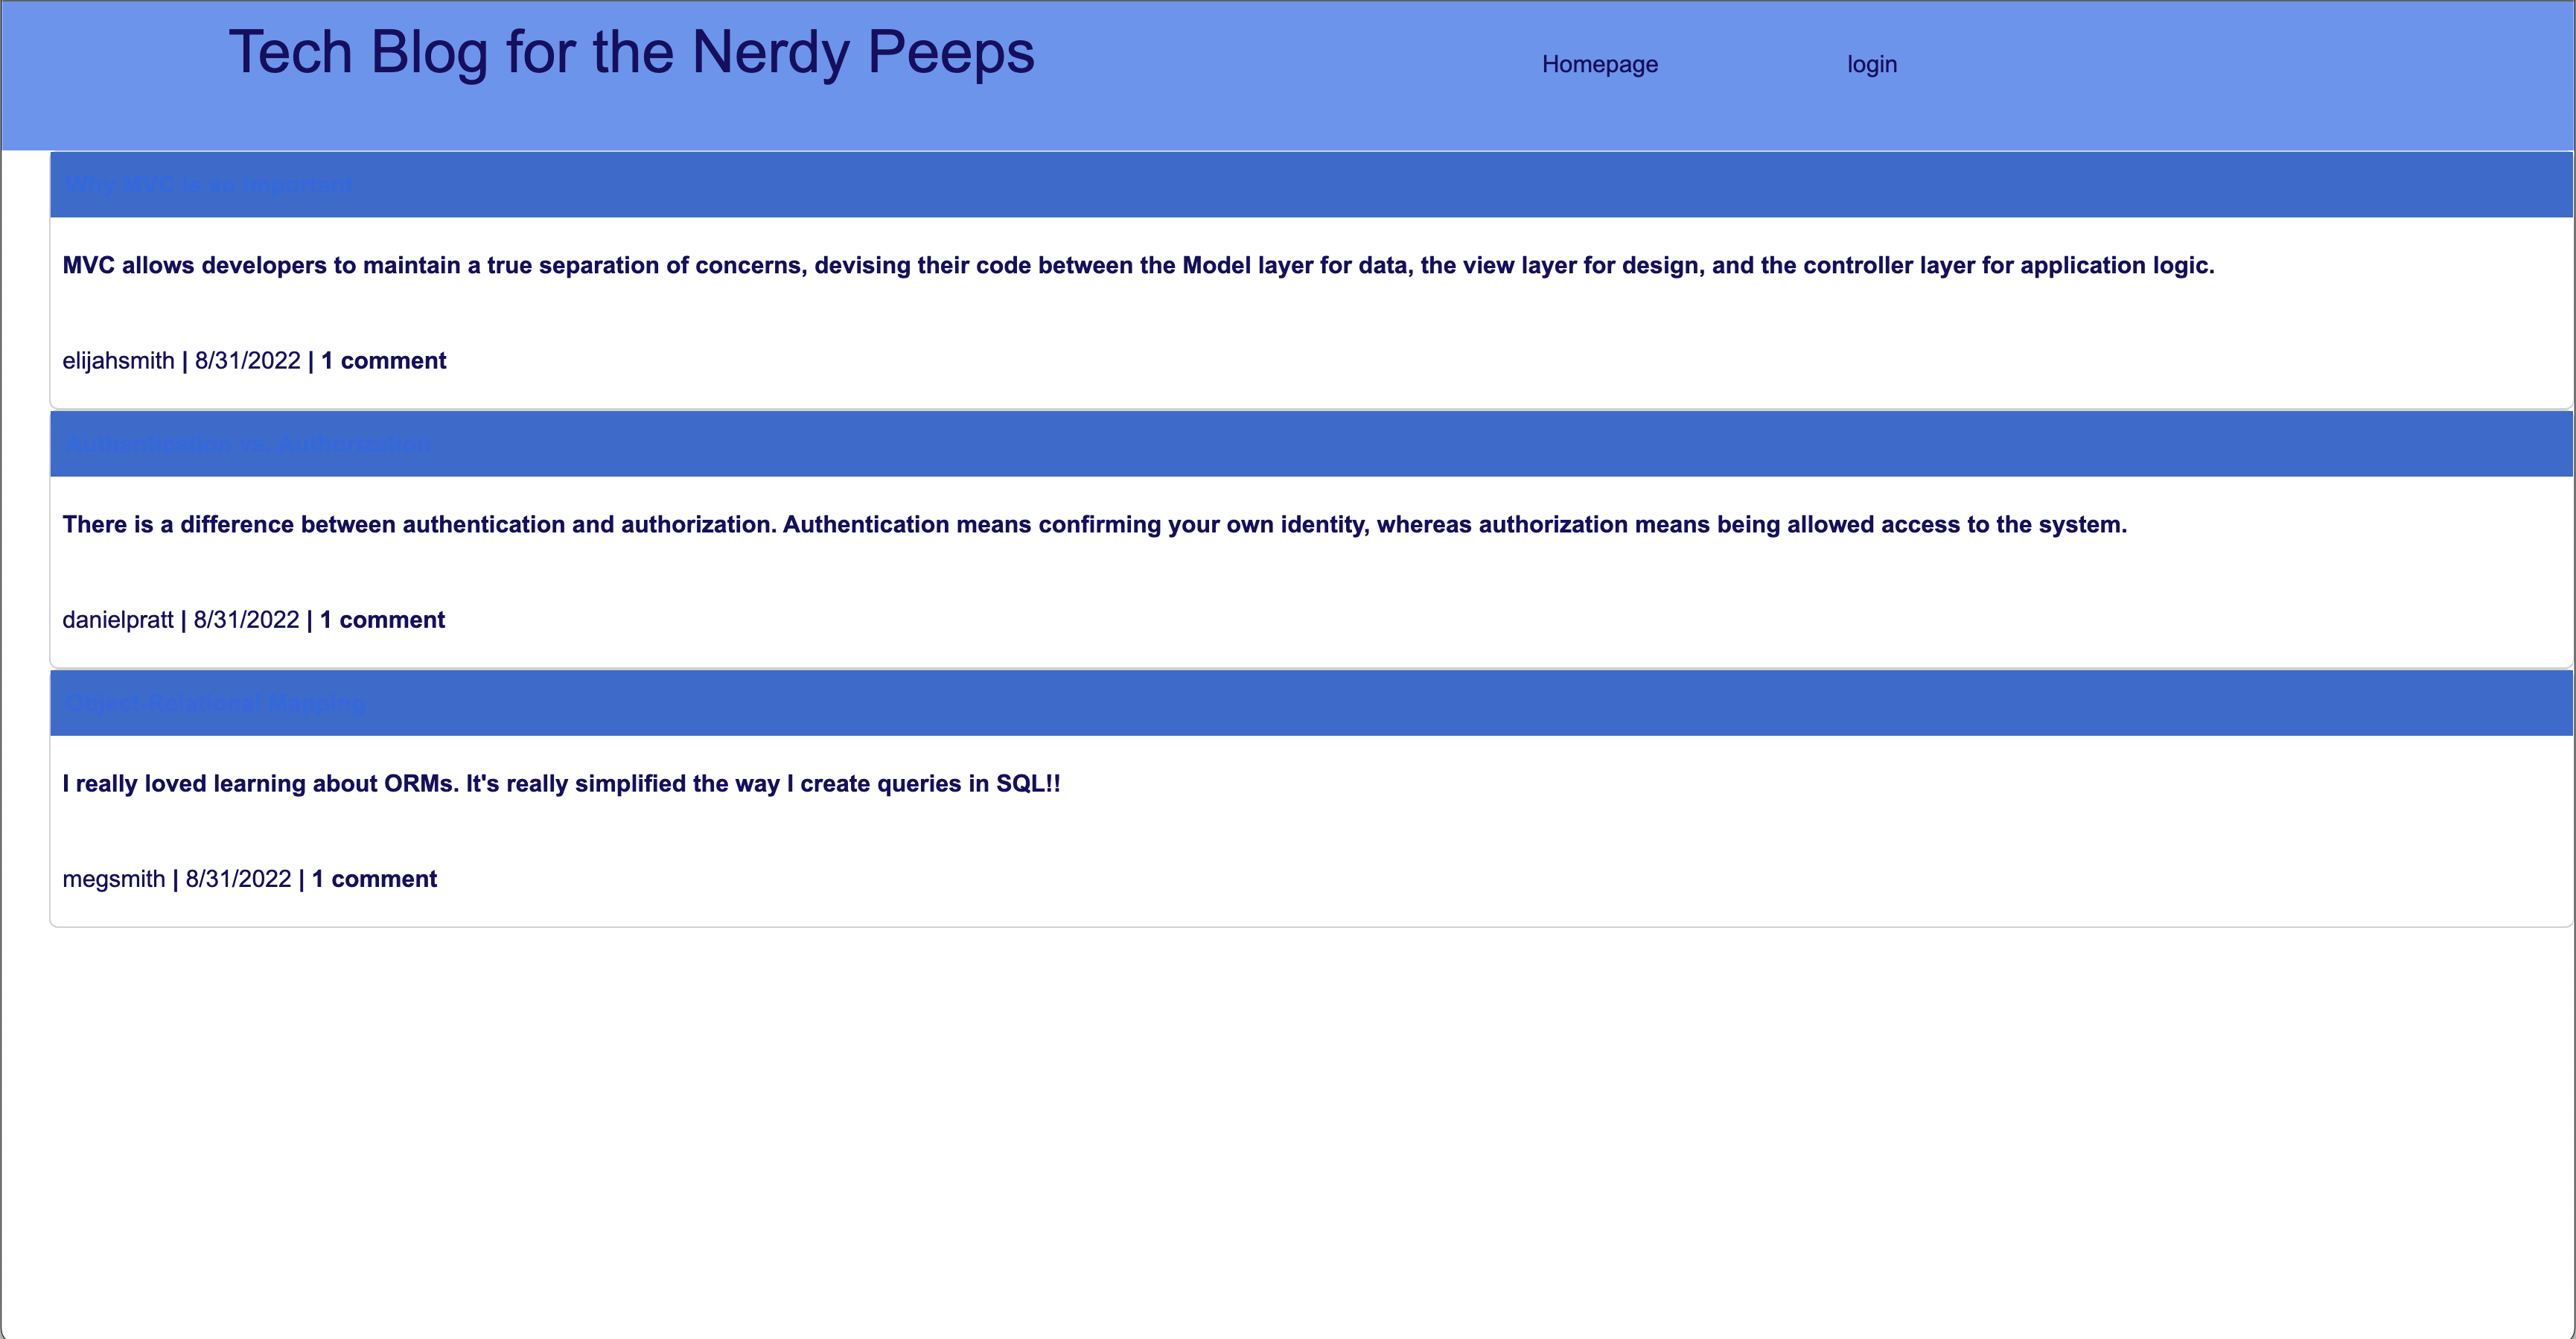 Tech Blog for the Nerdy Peeps
Homepage
login
Why MVC is so important
MVC allows developers to maintain a true separation of concerns, devising their code between the Model layer for data, the view layer for design, and the controller layer for application logic.
elijahsmith | 8/31/2022 | 1 comment
Authentication vs. Authorization
There is a difference between authentication and authorization. Authentication means confirming your own identity, whereas authorization means being allowed access to the system.
danielpratt | 8/31/2022 | 1 comment
Object-Relational Mapping
I really loved learning about ORMs. It's really simplified the way I create queries in SQL!!
megsmith | 8/31/2022 | 1 comment